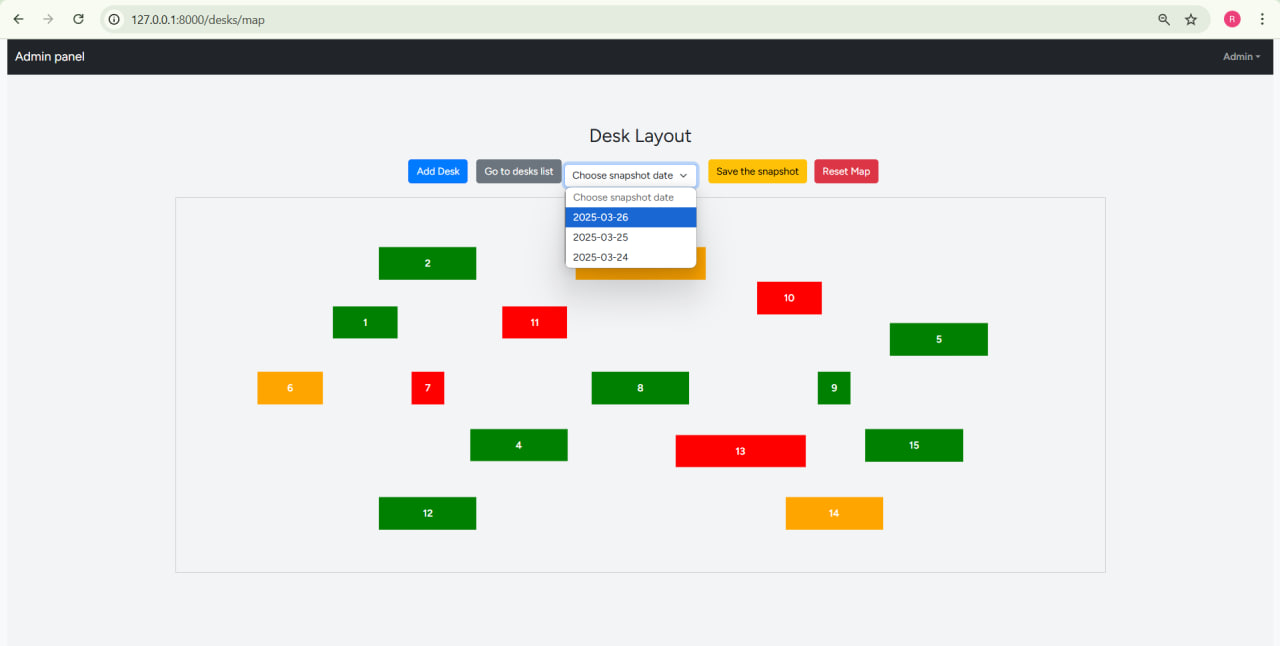 127.0.0.1:8000/desks/map
R
Admin panel
Admin
Desk Layout
Add Desk
Go to desks list
Choose snapshot date
Save the snapshot
Reset Map
Choose snapshot date
2025-03-26
2025-03-25
2025-03-24
2
10
1
11
5
6
7
8
9
4
13
15
12
14